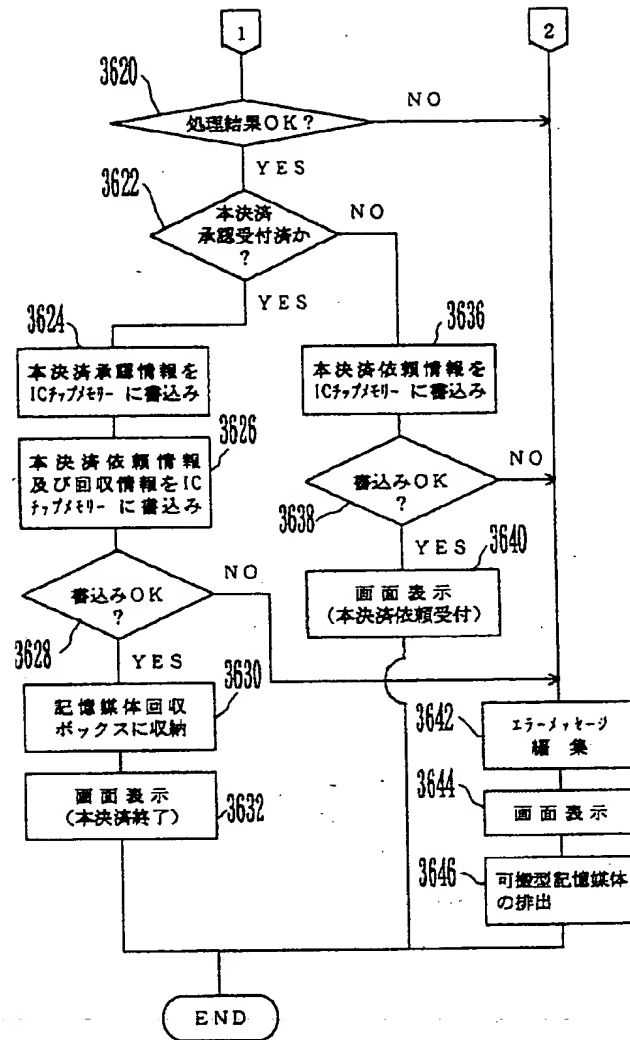 1
2
3620
処理結果OK?
NO
YES
3622
本決済
承認受付済か
?
NO
YES
3624
本決済承認情報を
ICチップメモリー に書込み
3636
本決済依頼情報を
ICチップメモリー に書込み
3626
本決済依頼情報
及び回収情報をIC
チップメモリー に書込み
書込みOK
?
NO
3638
YES
3640
画面表示
(本決済依頼受付)
書込みOK
?
NO
3628
YES
3630
記憶媒体回収
ボックスに収納
3642
エラーメッセージ
編 集
画面表示
(本決済終了)
3632
3644
画面表示
3646
可搬型記憶媒体
の排出
END